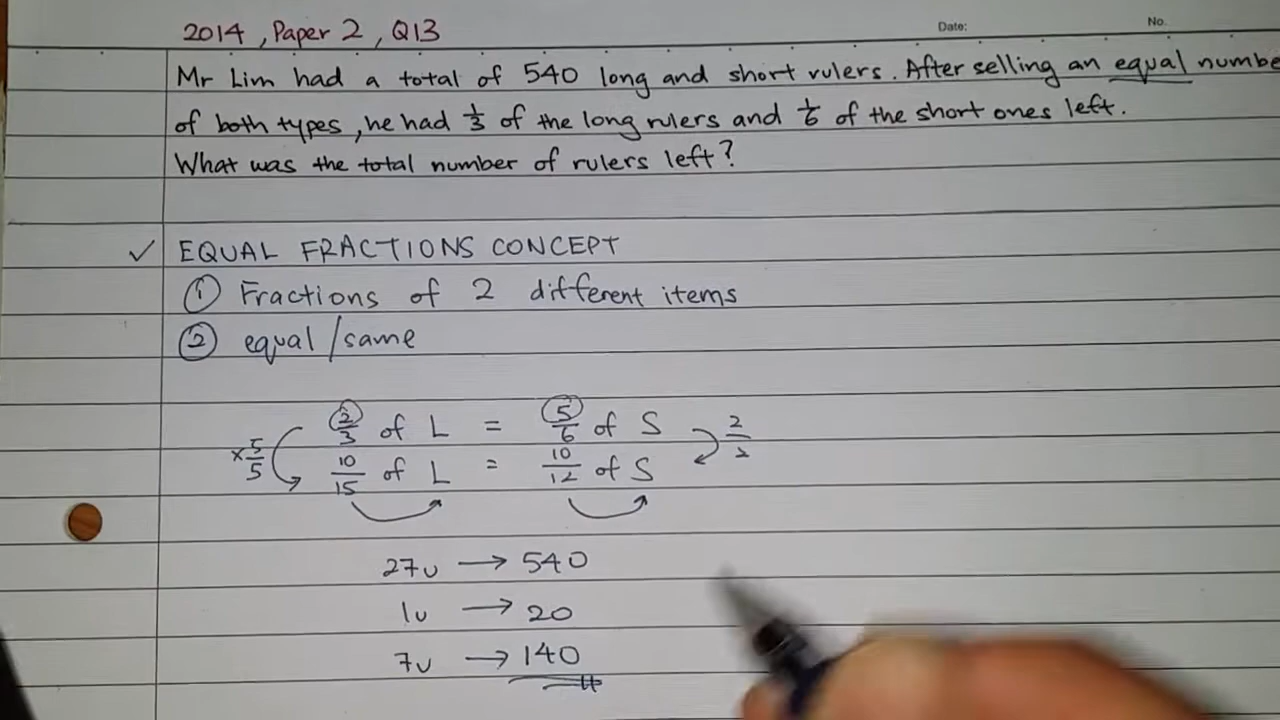 2014, Paper 2, Q13
Date:
No.
Mr Lim had a total of 540 long and short rulers. After selling an equal numbe
of both types, he had 1/3 of the long rulers and 1/6 of the short ones left.
What was the total number of rulers left?
✓ EQUAL FRACTIONS CONCEPT
① Fractions of 2 different items
② equal/same
2/3 of L = 5/6 of S
×5/5
2/2
10/15 of L = 10/12 of S
27u → 540
1u → 20
7u → 140